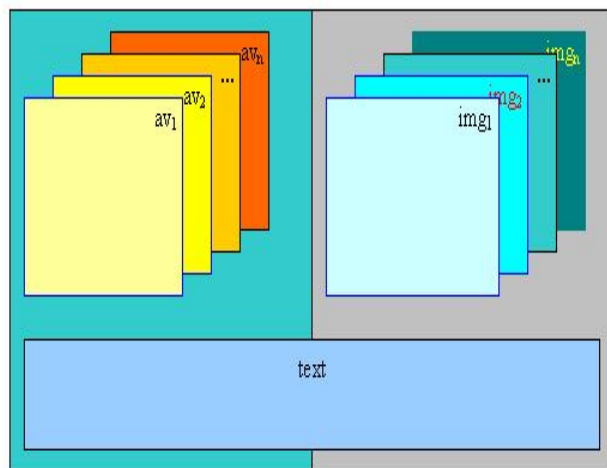 avₙ
...
av₂
av₁
imgₙ
...
img₂
img₁
text